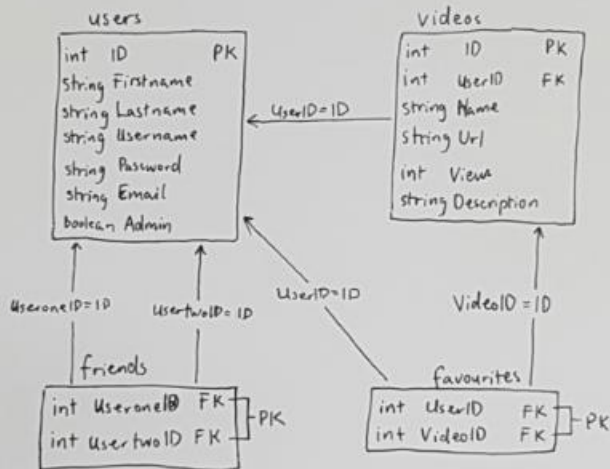 users
int ID PK
string Firstname
string Lastname
string Username
string Password
string Email
boolean Admin
videos
int ID PK
int UserID FK
string Name
string Url
int Views
string Description
UserID=ID
UseroneID=ID
UsertwoID=ID
UserID=ID
VideoID=ID
friends
int UseroneID FK
int UsertwoID FK
PK
favourites
int UserID FK
int VideoID FK
PK